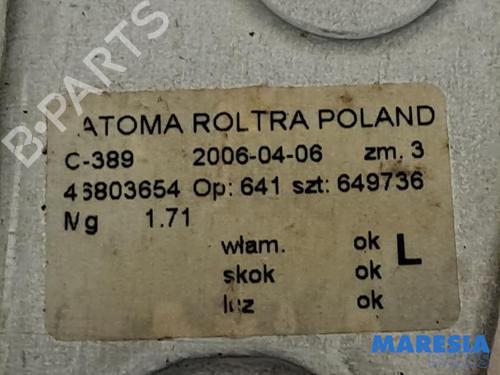 B-PARTS
ATOMA ROLTRA POLAND
C-389 2006-04-06 zm. 3
46803654 Op: 641 szt: 649736
Mg 1.71
włam. ok L
skok ok
luz ok
MARESIA